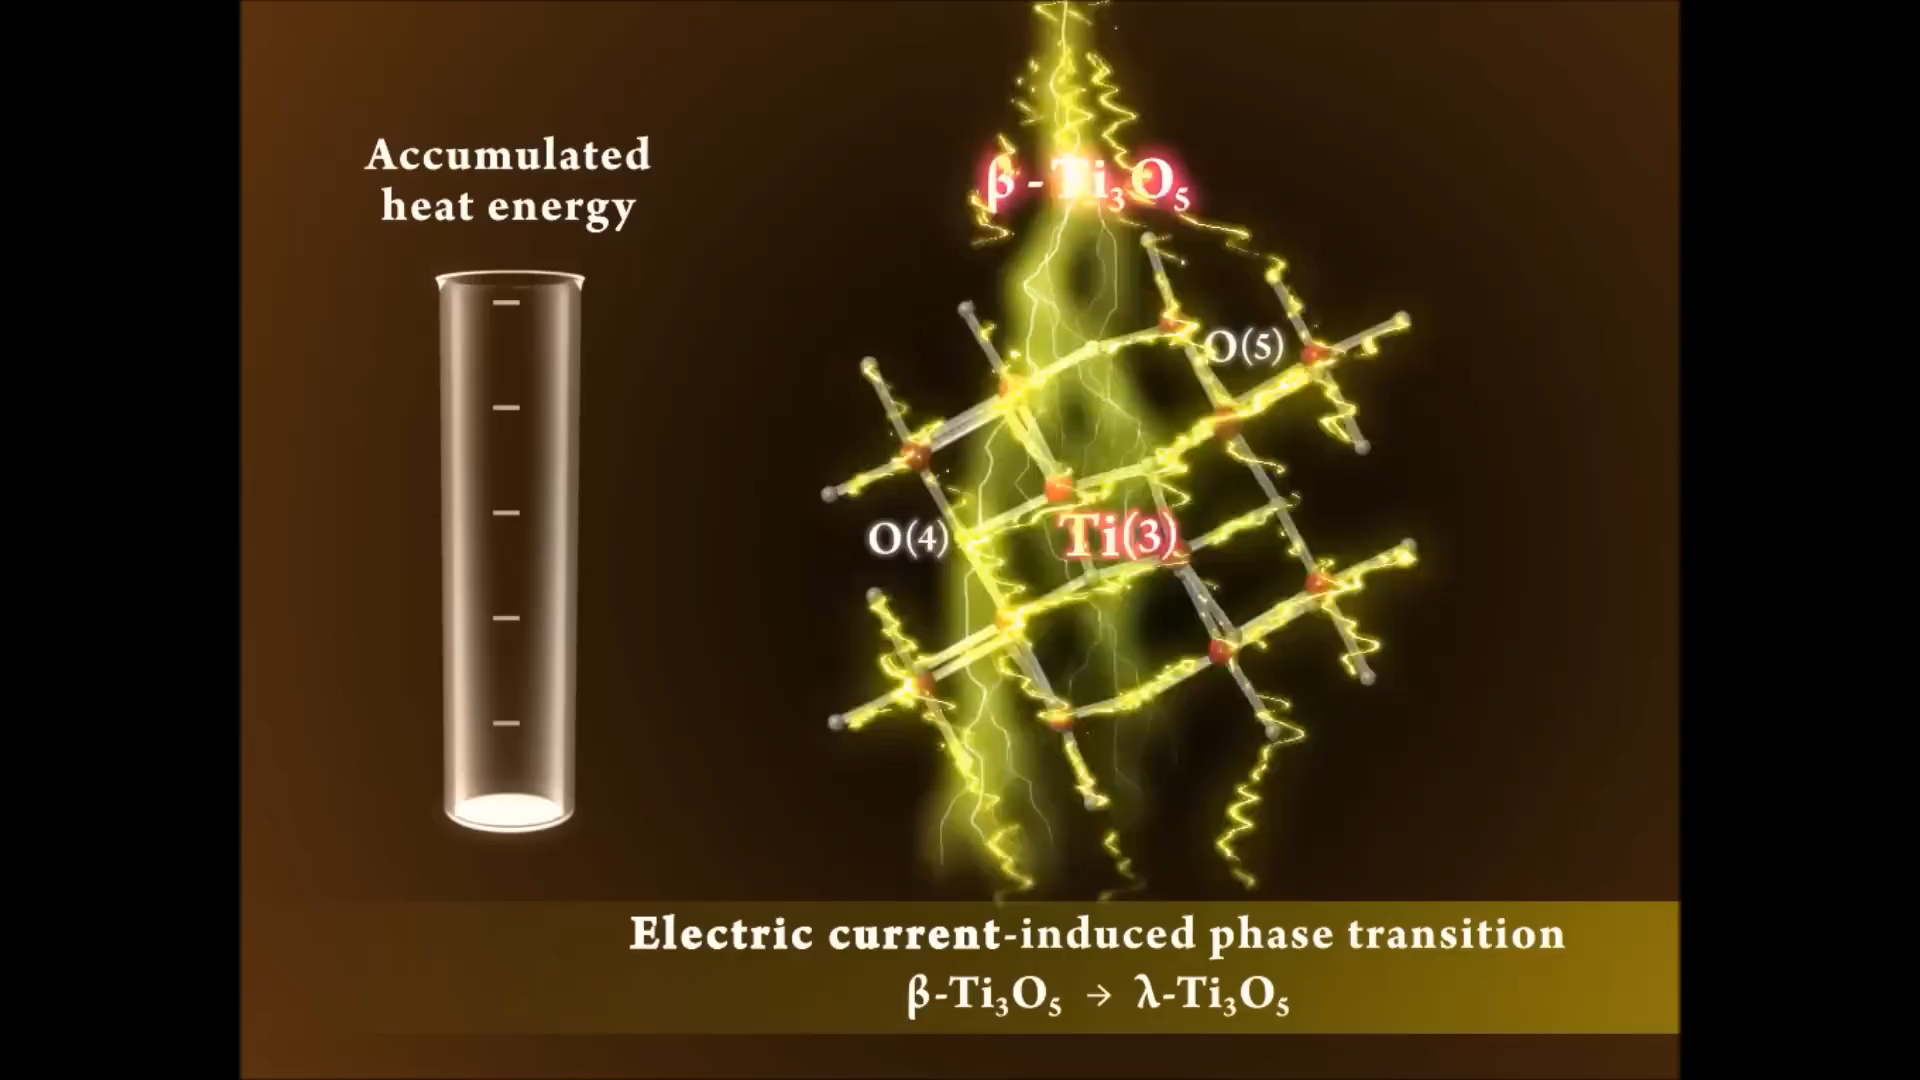 Accumulated
heat energy
β-Ti₃O₅
O(5)
O(4)
Ti(3)
Electric current-induced phase transition
β-Ti₃O₅ → λ-Ti₃O₅